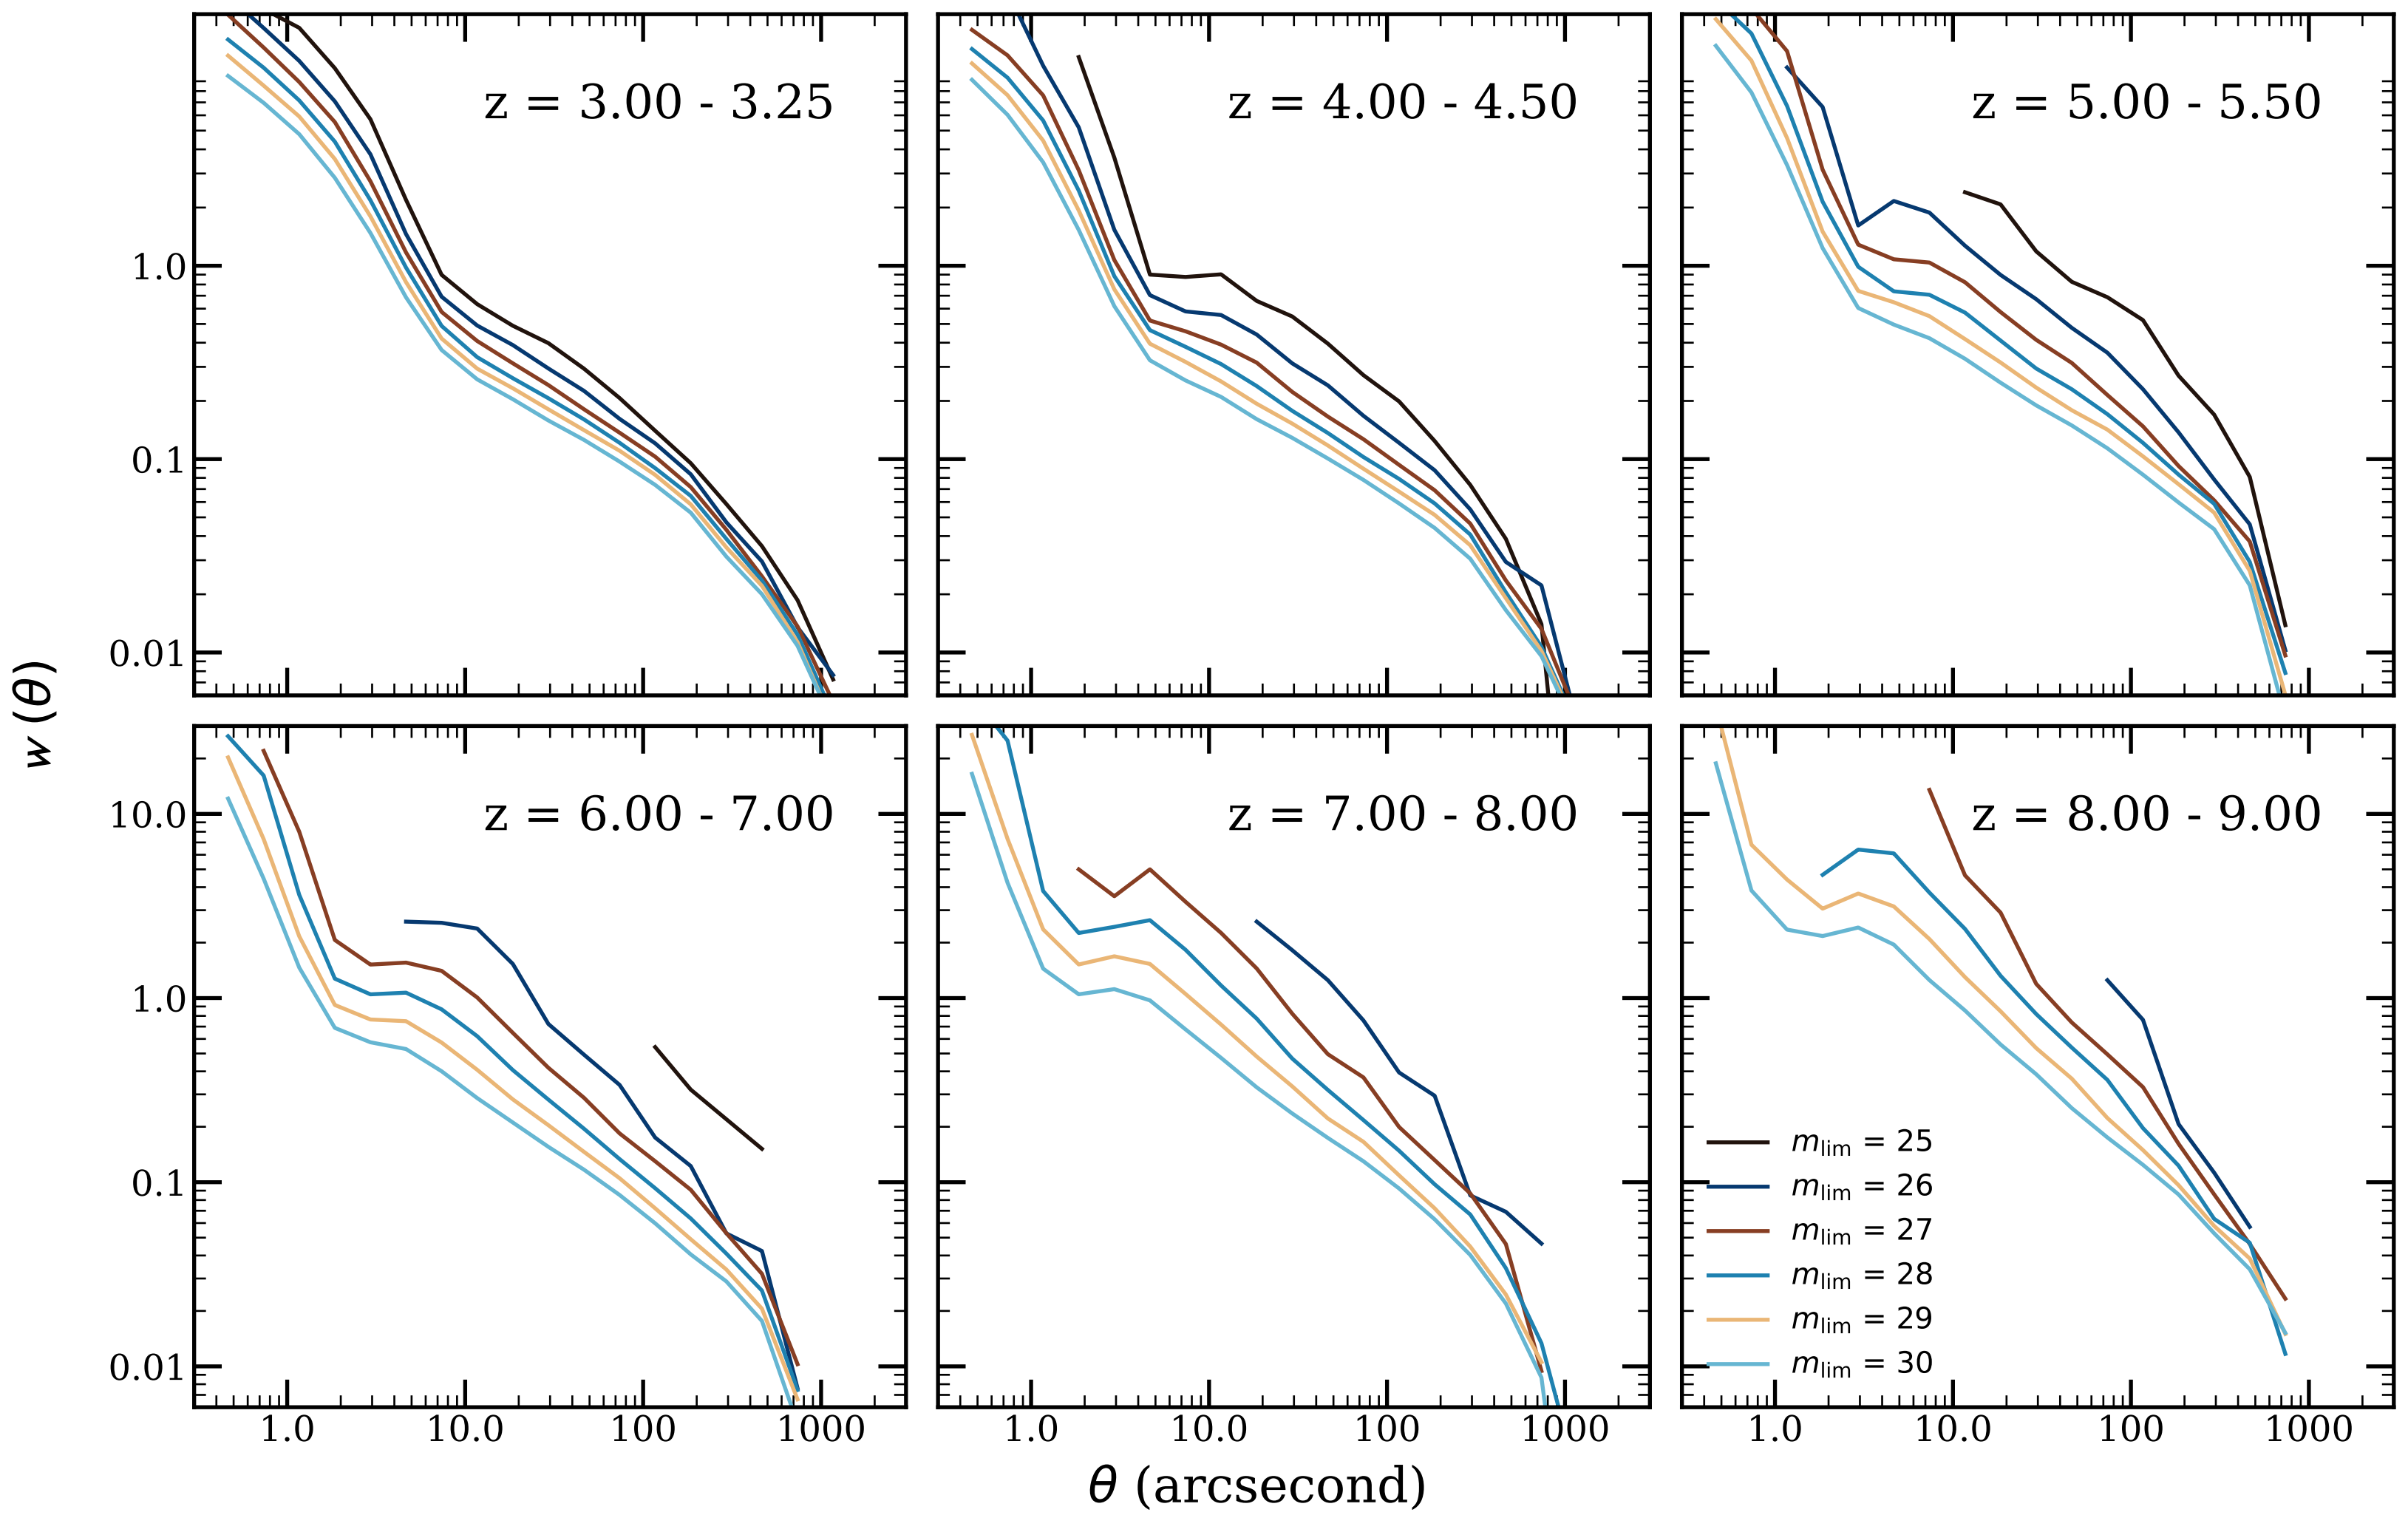 z = 3.00 - 3.25
z = 4.00 - 4.50
z = 5.00 - 5.50
1.0
0.1
0.01
w (θ)
z = 6.00 - 7.00
z = 7.00 - 8.00
z = 8.00 - 9.00
10.0
1.0
0.1
0.01
m_lim = 25
m_lim = 26
m_lim = 27
m_lim = 28
m_lim = 29
m_lim = 30
1.0 10.0 100 1000
1.0 10.0 100 1000
1.0 10.0 100 1000
θ (arcsecond)